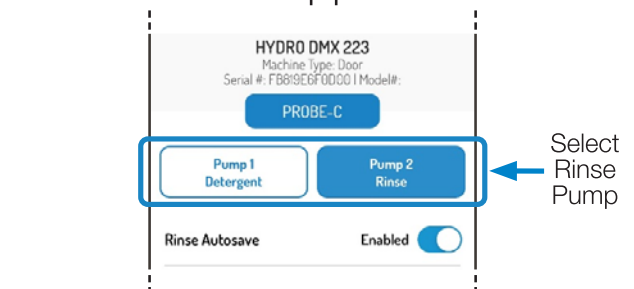 HYDRO DMX 223
Machine Type: Door
Serial #: FB819E6F0D00 | Model#:
PROBE-C
Pump 1
Detergent
Pump 2
Rinse
Select
Rinse
Pump
Rinse Autosave
Enabled